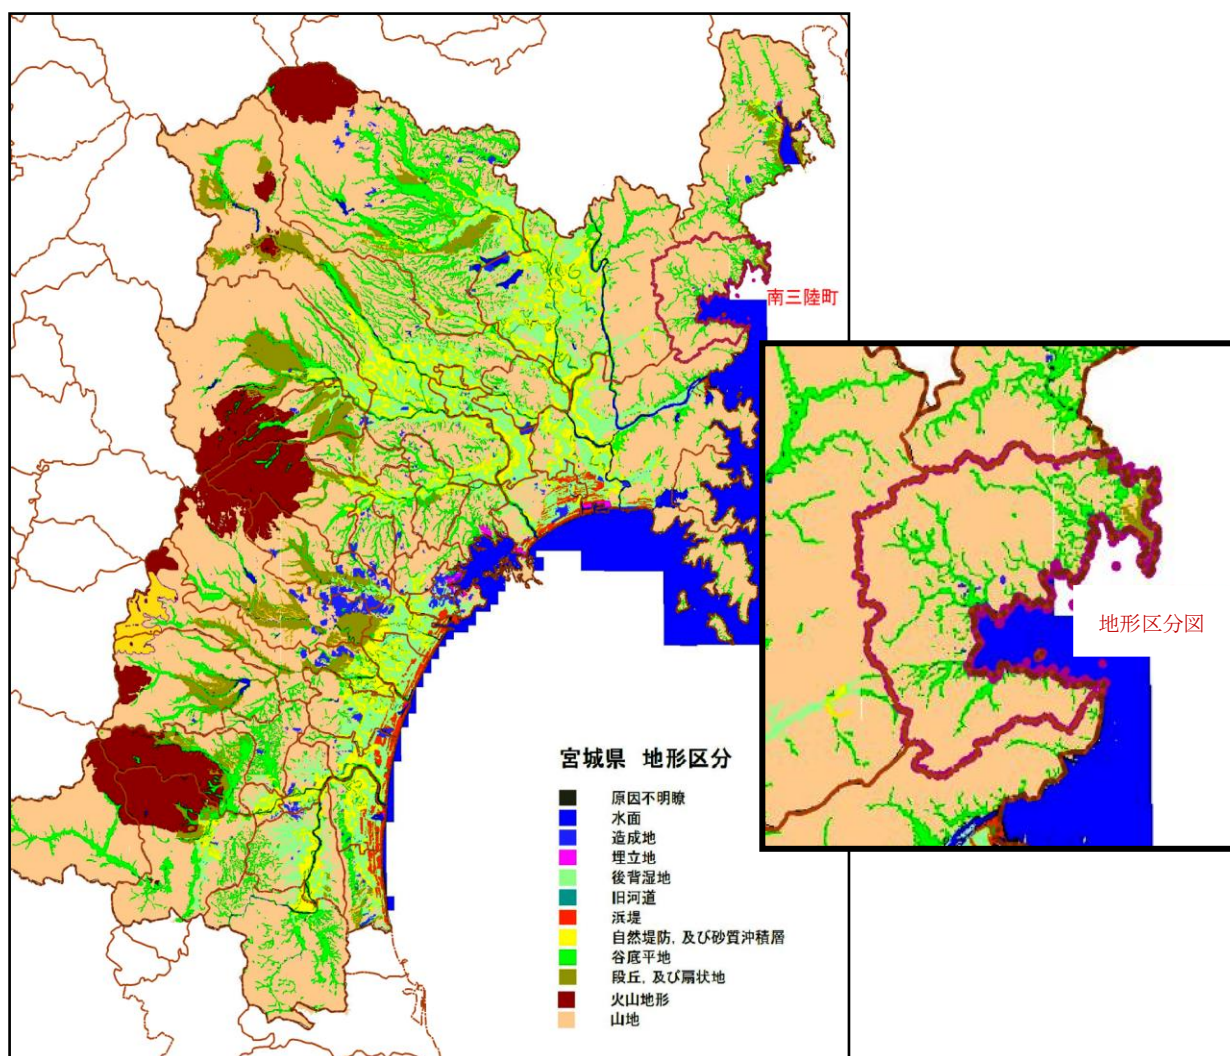 南三陸町
地形区分図
宮城県 地形区分
原因不明瞭
水面
造成地
埋立地
後背湿地
旧河道
浜堤
自然堤防, 及び砂質沖積層
谷底平地
段丘, 及び扇状地
火山地形
山地